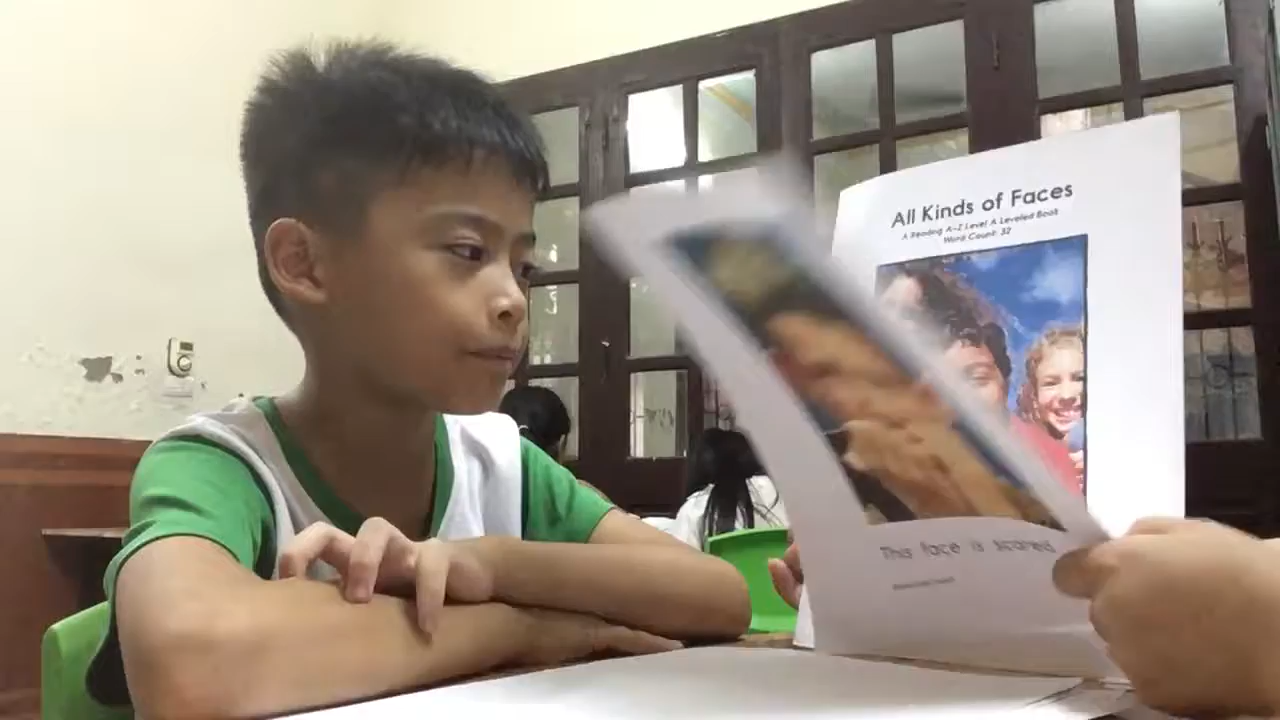 All Kinds of Faces
A Reading A–Z Level A Leveled Book
Word Count: 32
This face is scared